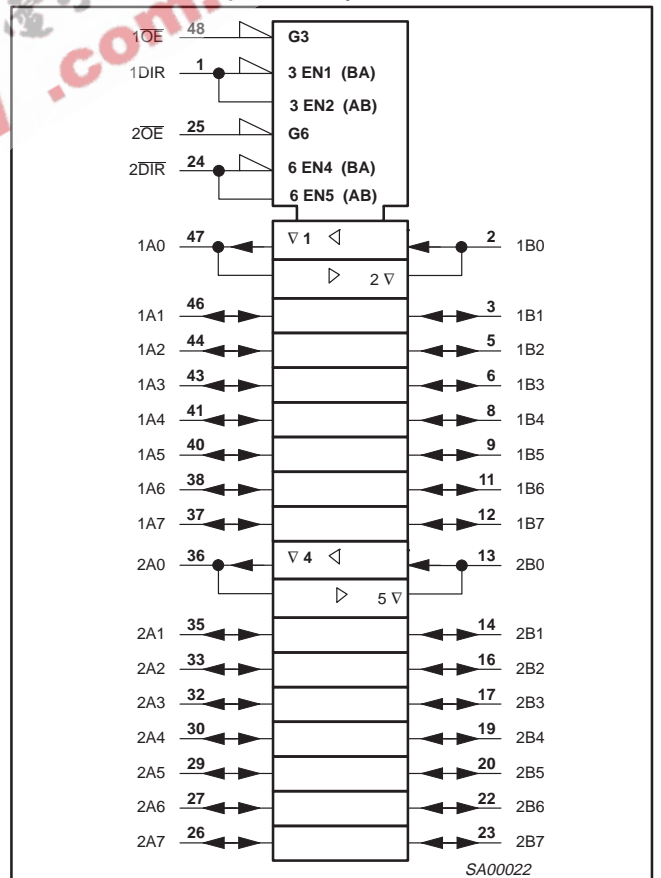 1O̅E̅ 48 G3
1DIR 1 3 EN1 (BA)
3 EN2 (AB)
2O̅E̅ 25 G6
2D̅I̅R̅ 24 6 EN4 (BA)
6 EN5 (AB)
1A0 47 ∇ 1 ◁ 2 1B0
▷ 2 ∇
1A1 46 3 1B1
1A2 44 5 1B2
1A3 43 6 1B3
1A4 41 8 1B4
1A5 40 9 1B5
1A6 38 11 1B6
1A7 37 12 1B7
2A0 36 ∇ 4 ◁ 13 2B0
▷ 5 ∇
2A1 35 14 2B1
2A2 33 16 2B2
2A3 32 17 2B3
2A4 30 19 2B4
2A5 29 20 2B5
2A6 27 22 2B6
2A7 26 23 2B7
SA00022